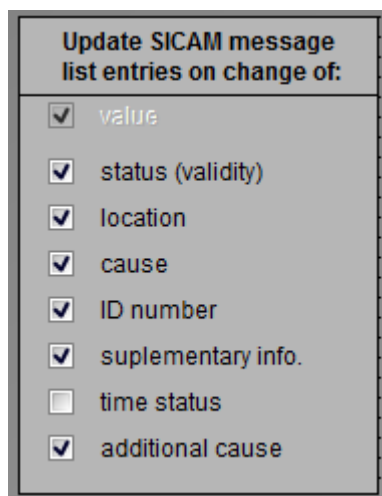 Update SICAM message
list entries on change of:
value
status (validity)
location
cause
ID number
suplementary info.
time status
additional cause